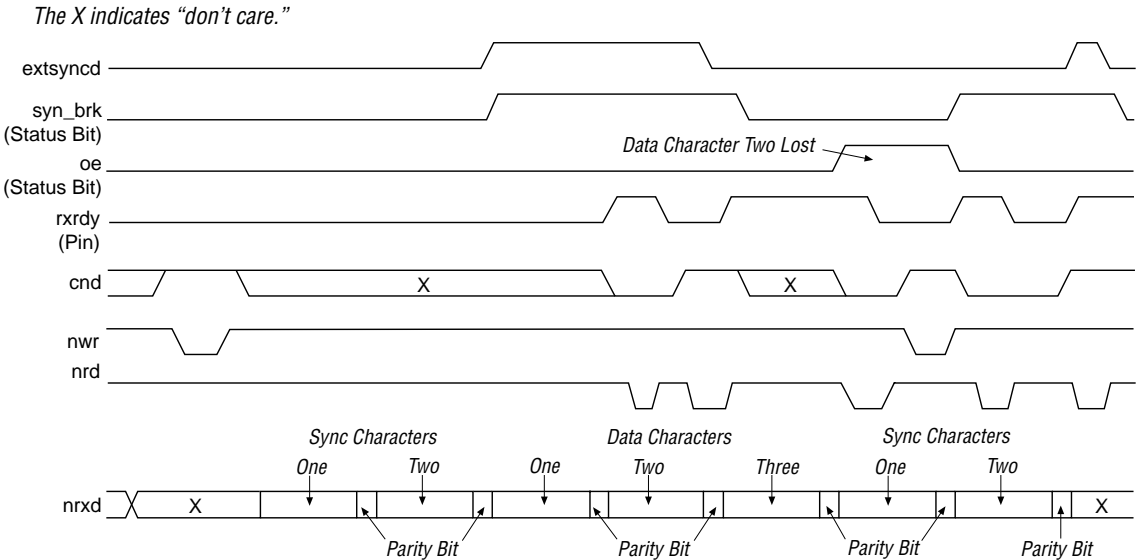 The X indicates “don’t care.”
extsyncd
syn_brk
(Status Bit)
Data Character Two Lost
oe
(Status Bit)
rxrdy
(Pin)
cnd
X
X
nwr
nrd
Sync Characters
Data Characters
Sync Characters
One
Two
One
Two
Three
One
Two
nrxd
X
X
Parity Bit
Parity Bit
Parity Bit
Parity Bit